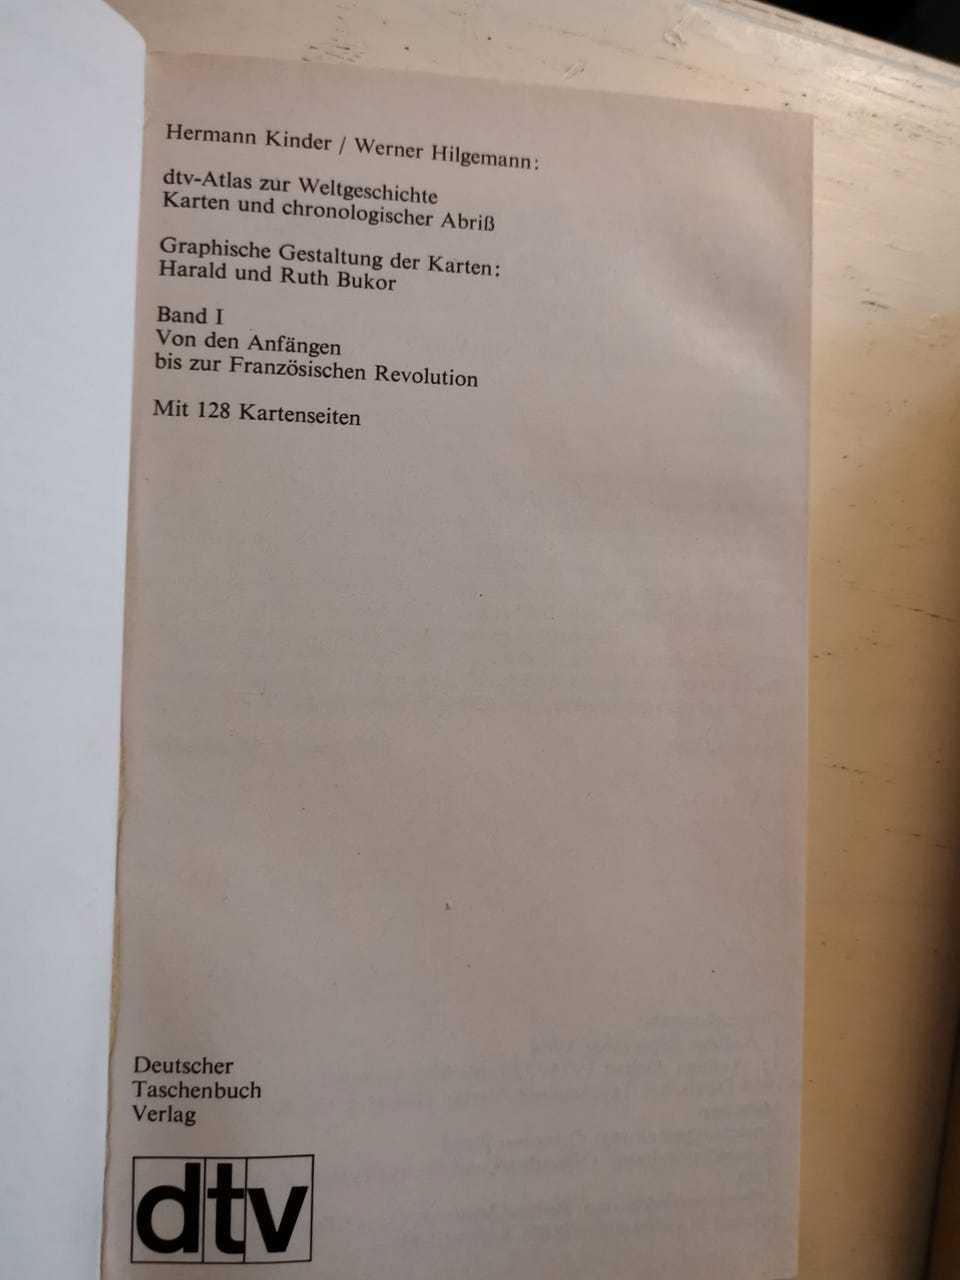 Hermann Kinder / Werner Hilgemann:
dtv-Atlas zur Weltgeschichte
Karten und chronologischer Abriß
Graphische Gestaltung der Karten:
Harald und Ruth Bukor
Band I
Von den Anfängen
bis zur Französischen Revolution
Mit 128 Kartenseiten
Deutscher
Taschenbuch
Verlag
dtv